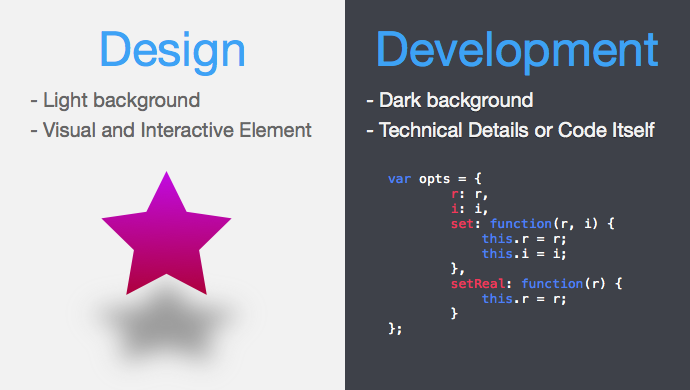 Design
- Light background
- Visual and Interactive Element
Development
- Dark background
- Technical Details or Code Itself
var opts = {
r: r,
i: i,
set: function(r, i) {
this.r = r;
this.i = i;
},
setReal: function(r) {
this.r = r;
}
};